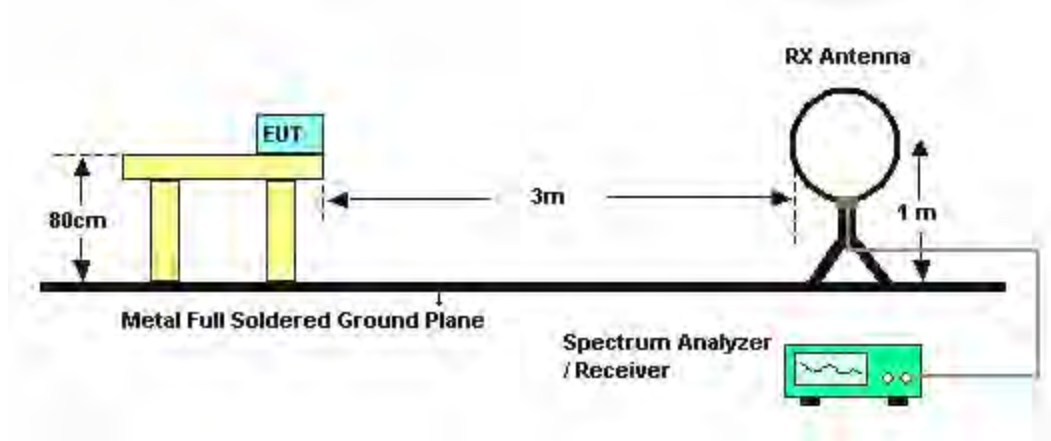 RX Antenna
EUT
3m
80cm
1 m
Metal Full Soldered Ground Plane
Spectrum Analyzer
/ Receiver